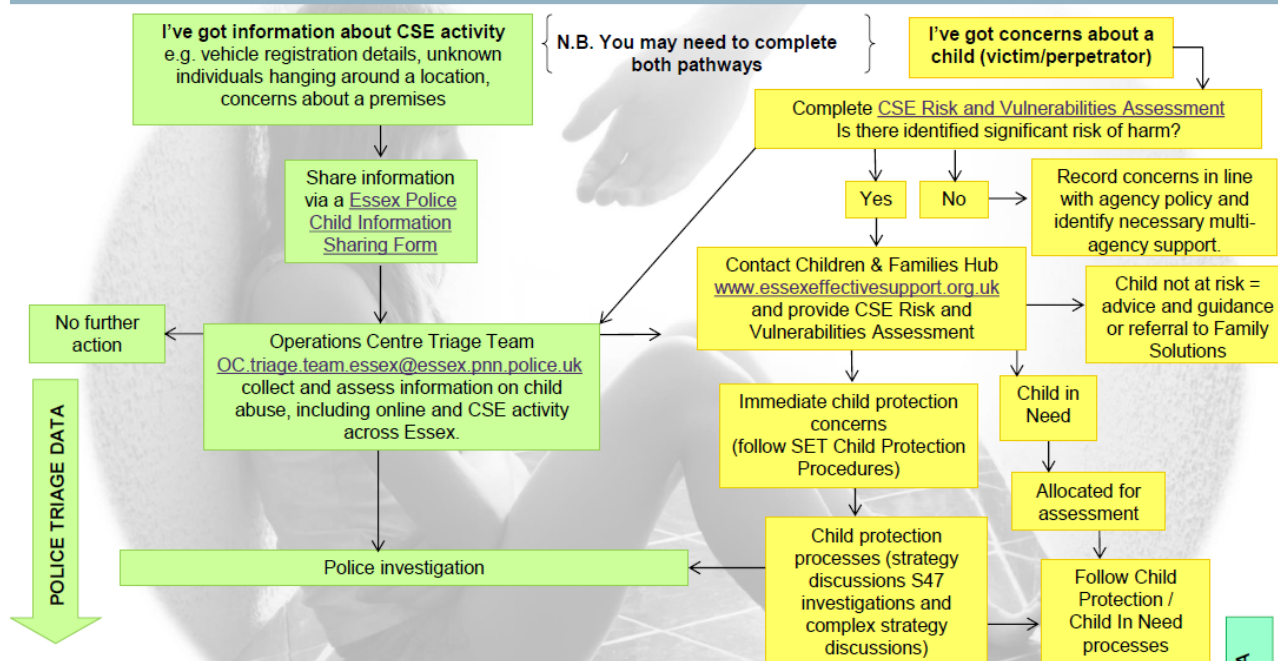 I've got information about CSE activity
e.g. vehicle registration details, unknown
individuals hanging around a location,
concerns about a premises
N.B. You may need to complete
both pathways
I've got concerns about a
child (victim/perpetrator)
Complete CSE Risk and Vulnerabilities Assessment
Is there identified significant risk of harm?
Share information
via a Essex Police
Child Information
Sharing Form
Yes
No
Record concerns in line
with agency policy and
identify necessary multi-
agency support.
Contact Children & Families Hub
www.essexeffectivesupport.org.uk
and provide CSE Risk and
Vulnerabilities Assessment
Child not at risk =
advice and guidance
or referral to Family
Solutions
No further
action
Operations Centre Triage Team
OC.triage.team.essex@essex.pnn.police.uk
collect and assess information on child
abuse, including online and CSE activity
across Essex.
Immediate child protection
concerns
(follow SET Child Protection
Procedures)
Child in
Need
Allocated for
assessment
POLICE TRIAGE DATA
Police investigation
Child protection
processes (strategy
discussions S47
investigations and
complex strategy
discussions)
Follow Child
Protection /
Child In Need
processes
A